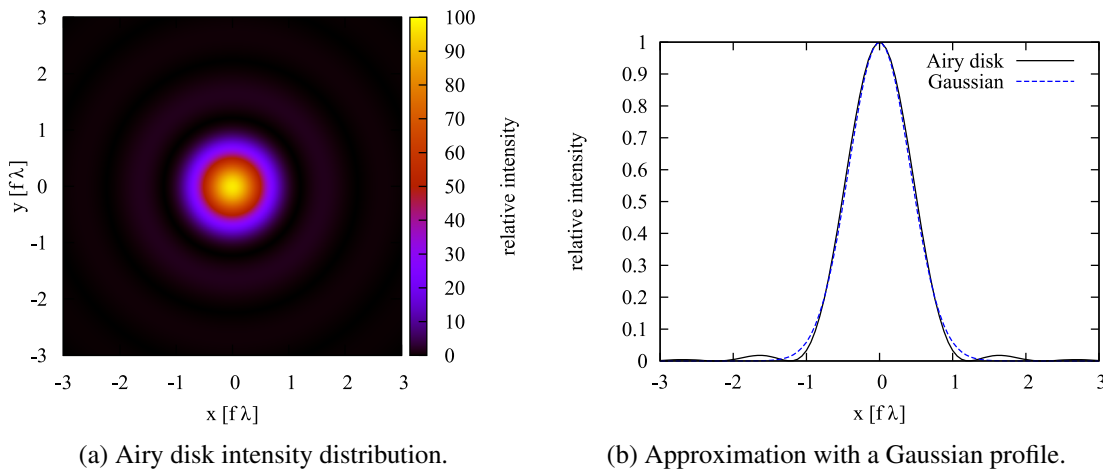 3
2
1
0
-1
-2
-3
y [f λ]
-3 -2 -1 0 1 2 3
x [f λ]
100
90
80
70
60
50
40
30
20
10
0
relative intensity
(a) Airy disk intensity distribution.
1
0.9
0.8
0.7
0.6
0.5
0.4
0.3
0.2
0.1
0
relative intensity
Airy disk
Gaussian
-3 -2 -1 0 1 2 3
x [f λ]
(b) Approximation with a Gaussian profile.